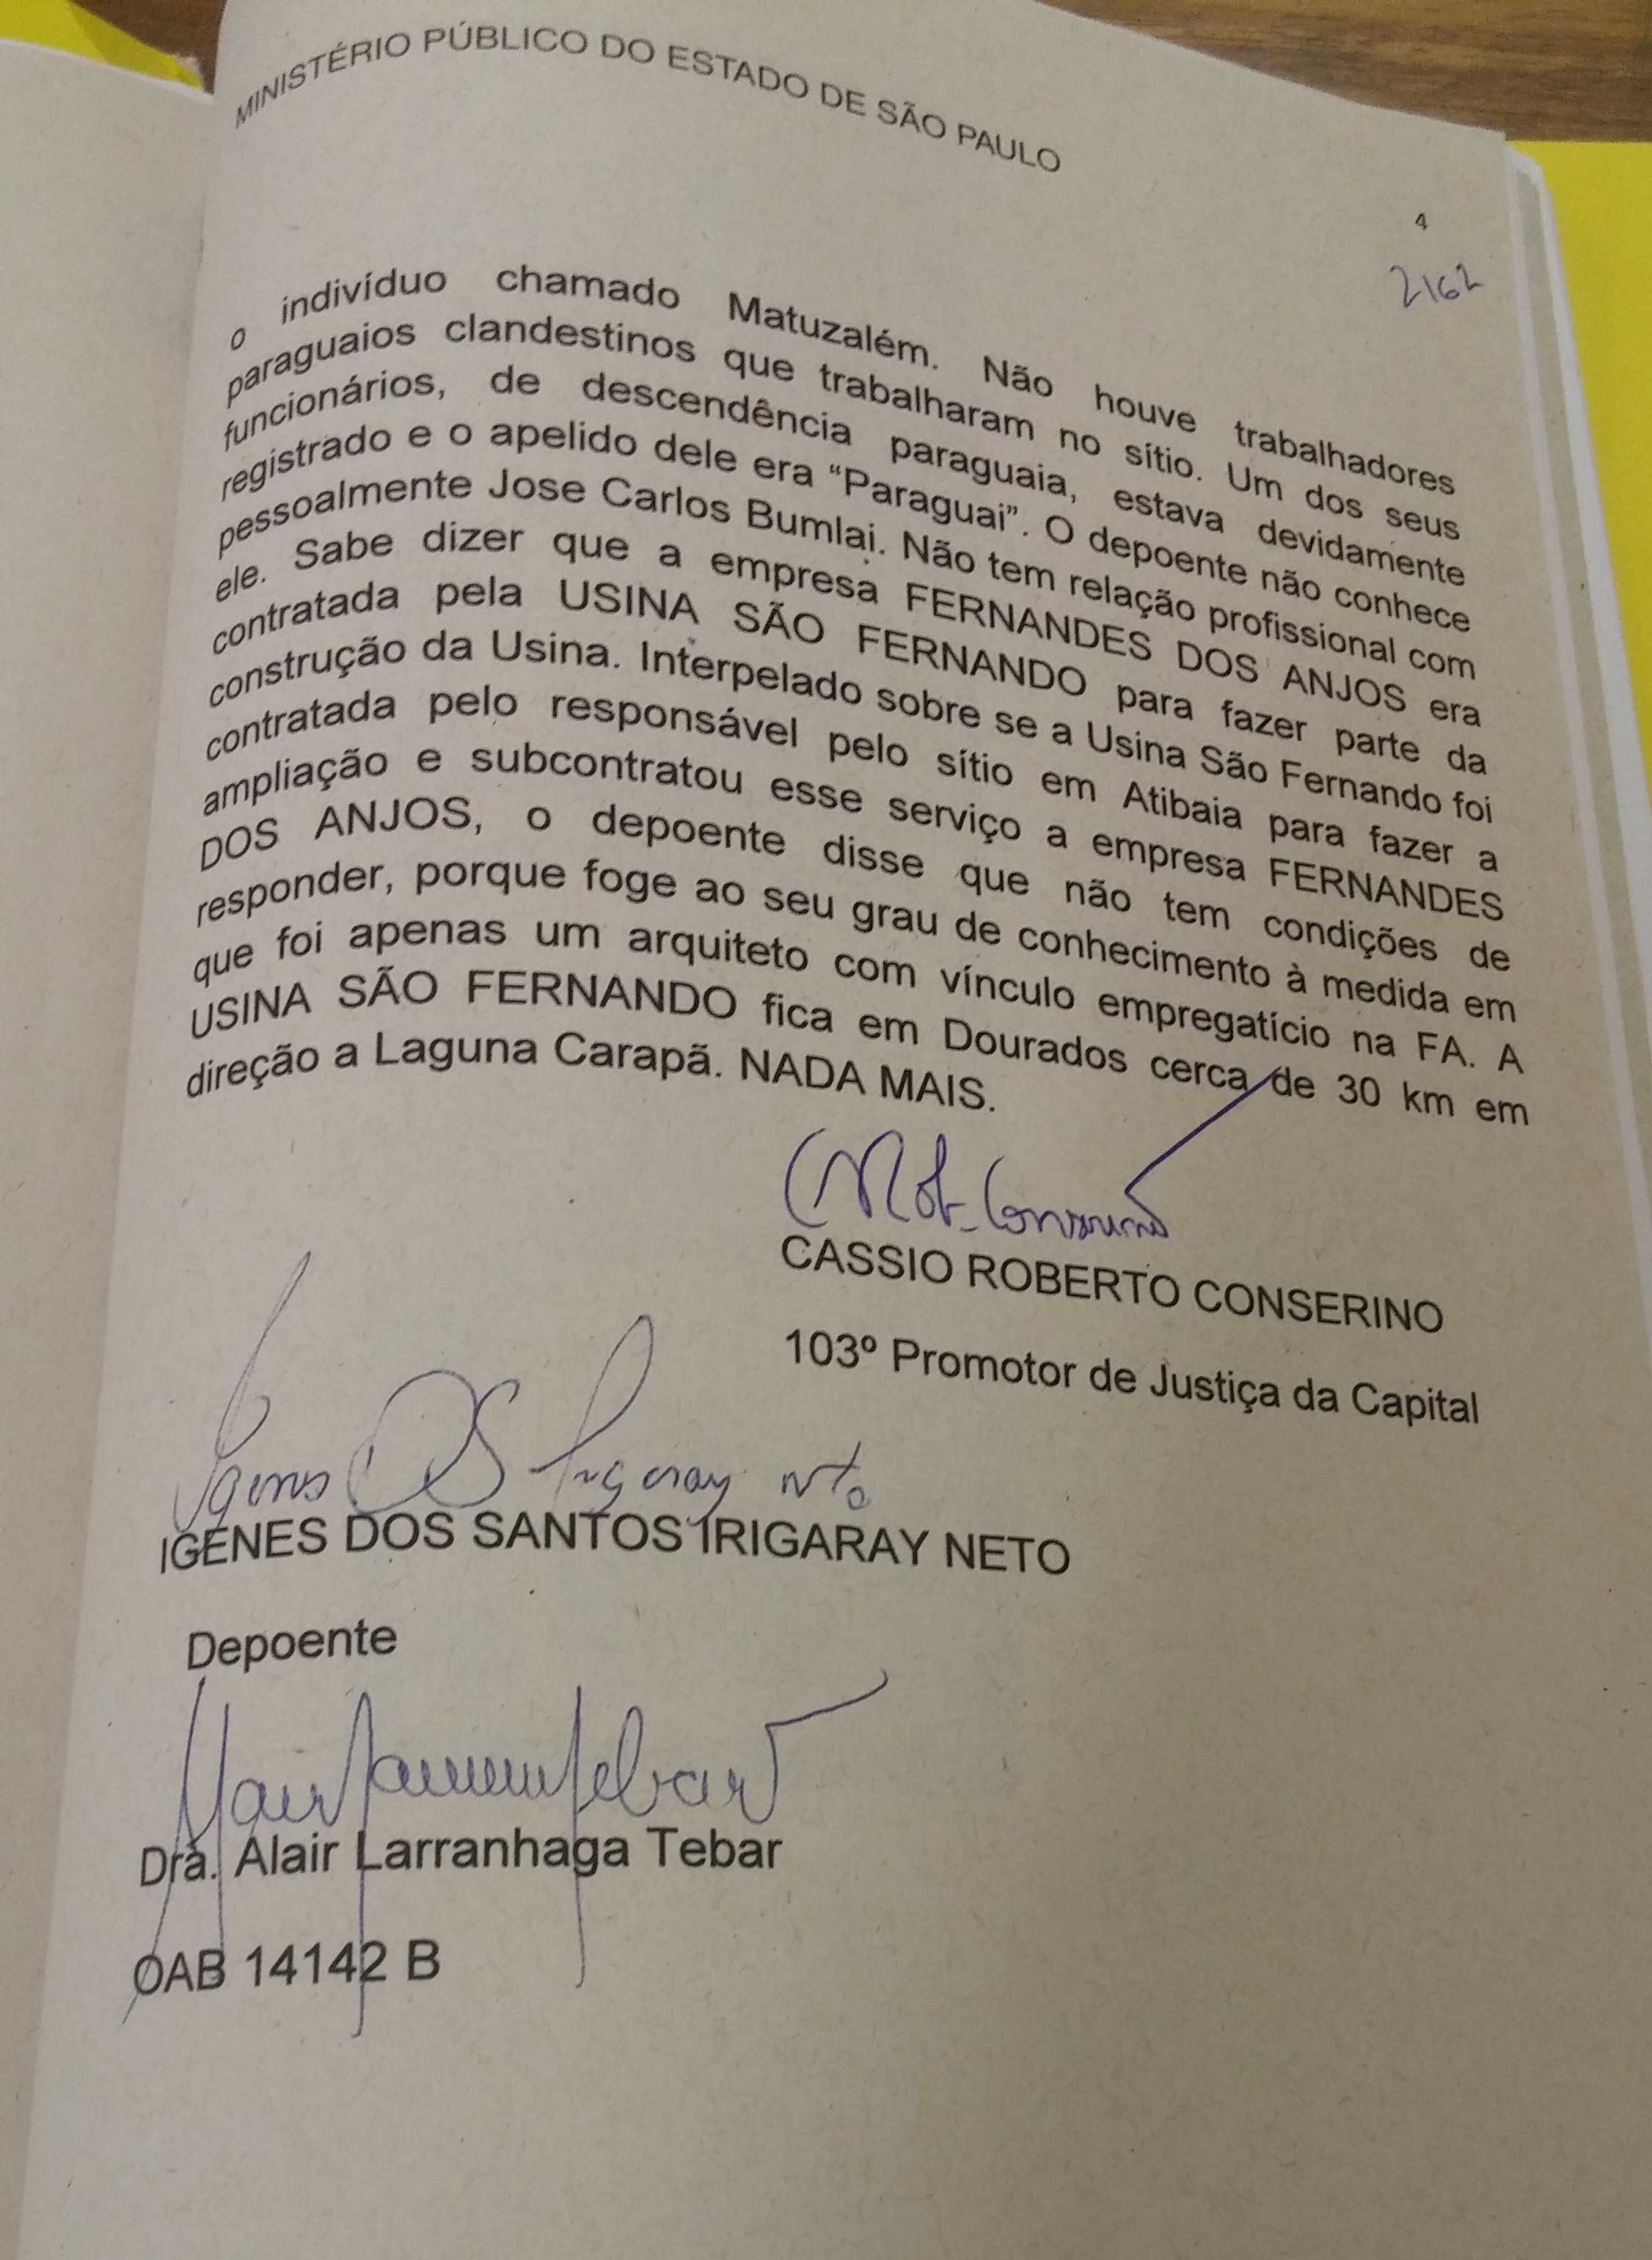 MINISTÉRIO PÚBLICO DO ESTADO DE SÃO PAULO
4
2162
o indivíduo chamado Matuzalém. Não houve trabalhadores
paraguaios clandestinos que trabalharam no sítio. Um dos seus
funcionários, de descendência paraguaia, estava devidamente
registrado e o apelido dele era “Paraguai”. O depoente não conhece
pessoalmente Jose Carlos Bumlai. Não tem relação profissional com
ele. Sabe dizer que a empresa FERNANDES DOS ANJOS era
contratada pela USINA SÃO FERNANDO para fazer parte da
construção da Usina. Interpelado sobre se a Usina São Fernando foi
contratada pelo responsável pelo sítio em Atibaia para fazer a
ampliação e subcontratou esse serviço a empresa FERNANDES
DOS ANJOS, o depoente disse que não tem condições de
responder, porque foge ao seu grau de conhecimento à medida em
que foi apenas um arquiteto com vínculo empregatício na FA. A
USINA SÃO FERNANDO fica em Dourados cerca de 30 km em
direção a Laguna Carapã. NADA MAIS.
CASSIO ROBERTO CONSERINO
103º Promotor de Justiça da Capital
Igenes DS Irigaray Nto
IGENES DOS SANTOS IRIGARAY NETO
Depoente
Dra. Alair Larranhaga Tebar
OAB 14142 B